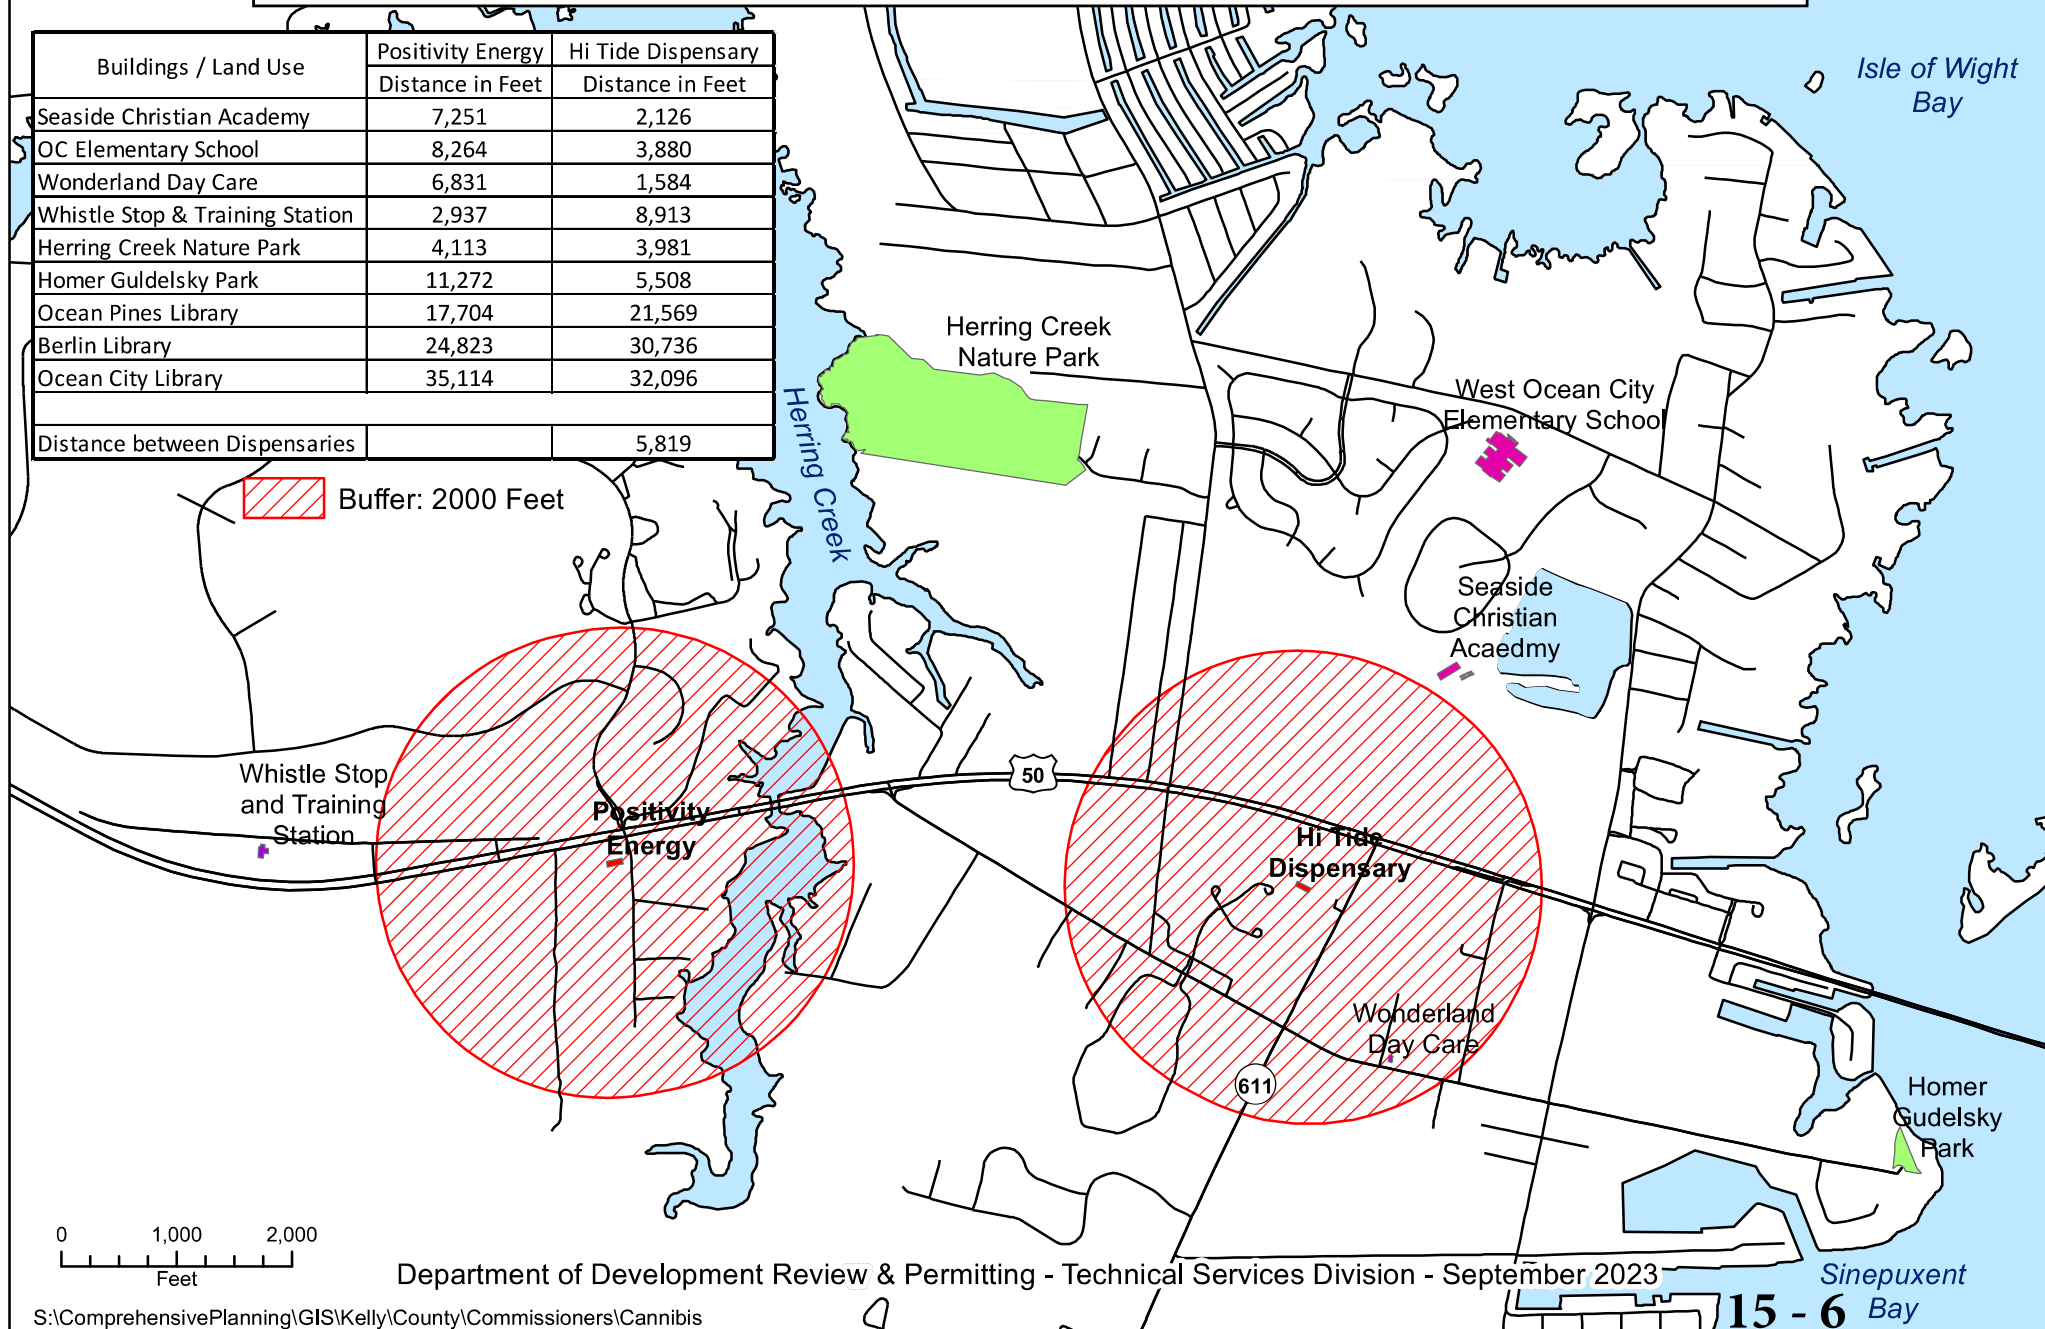 Buildings / Land Use Positivity Energy Hi Tide Dispensary
Distance in Feet Distance in Feet
Seaside Christian Academy 7,251 2,126
OC Elementary School 8,264 3,880
Wonderland Day Care 6,831 1,584
Whistle Stop & Training Station 2,937 8,913
Herring Creek Nature Park 4,113 3,981
Homer Guldelsky Park 11,272 5,508
Ocean Pines Library 17,704 21,569
Berlin Library 24,823 30,736
Ocean City Library 35,114 32,096
Distance between Dispensaries 5,819
Buffer: 2000 Feet
Isle of Wight
Bay
Herring Creek
Nature Park
Herring Creek
West Ocean City
Elementary School
Seaside
Christian
Acaedmy
Whistle Stop
and Training
Station
Positivity
Energy
50
Hi Tide
Dispensary
Wonderland
Day Care
611
Homer
Gudelsky
Park
0 1,000 2,000
Feet
Department of Development Review & Permitting - Technical Services Division - September 2023
Sinepuxent
Bay
15 - 6
S:\ComprehensivePlanning\GIS\Kelly\County\Commissioners\Cannibis